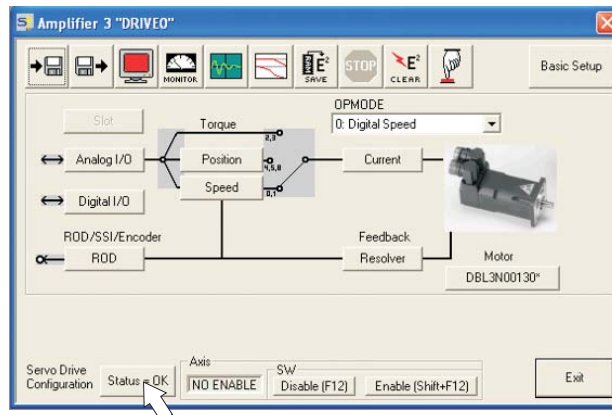 Amplifier 3 "DRIVE0"
MONITOR
E² SAVE
STOP
E² CLEAR
Basic Setup
OPMODE
Slot
Torque
0: Digital Speed
2,3
Analog I/O
Position
4,5,8
Current
Speed
0,1
Digital I/O
ROD/SSI/Encoder
Feedback
ROD
Resolver
Motor
DBL3N00130*
Servo Drive
Configuration
Status = OK
Axis
NO ENABLE
SW
Disable (F12)
Enable (Shift+F12)
Exit